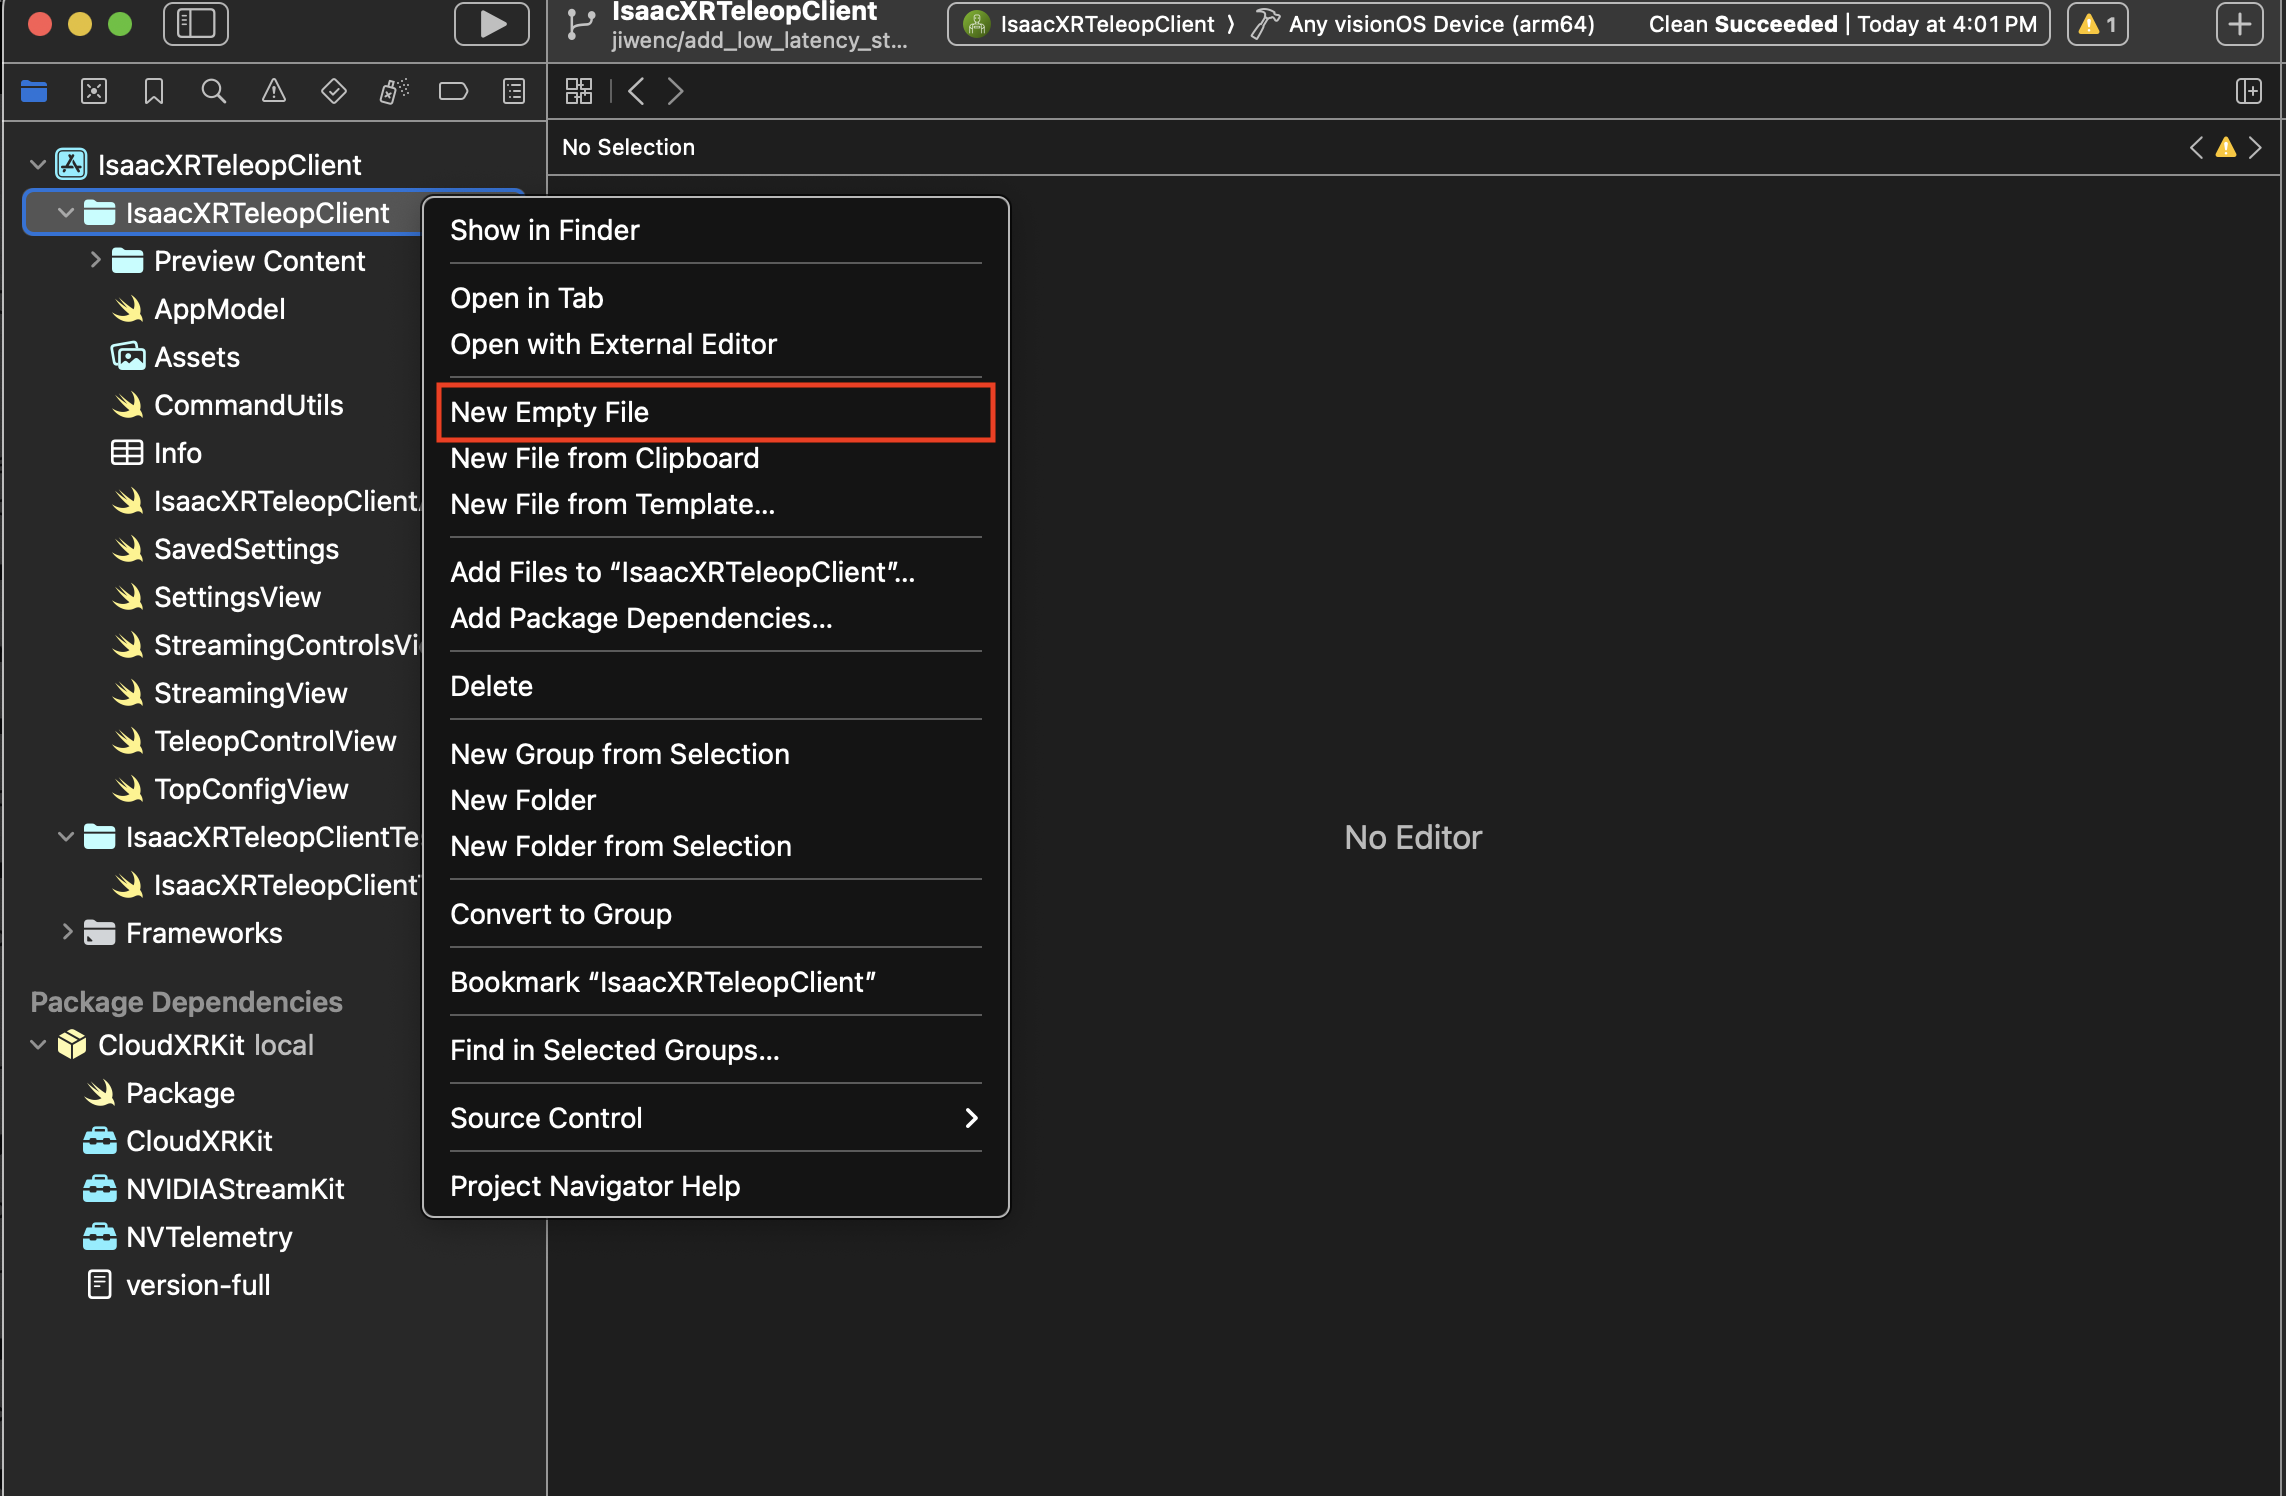 IsaacXRTeleopClient
jiwenc/add_low_latency_st...
IsaacXRTeleopClient ⟩ Any visionOS Device (arm64)
Clean Succeeded | Today at 4:01 PM
1
No Selection
IsaacXRTeleopClient
IsaacXRTeleopClient
Preview Content
AppModel
Assets
CommandUtils
Info
IsaacXRTeleopClient
SavedSettings
SettingsView
StreamingControlsVi
StreamingView
TeleopControlView
TopConfigView
IsaacXRTeleopClientTe
IsaacXRTeleopClient
Frameworks
Package Dependencies
CloudXRKit local
Package
CloudXRKit
NVIDIAStreamKit
NVTelemetry
version-full
Show in Finder
Open in Tab
Open with External Editor
New Empty File
New File from Clipboard
New File from Template...
Add Files to “IsaacXRTeleopClient”...
Add Package Dependencies...
Delete
New Group from Selection
New Folder
New Folder from Selection
Convert to Group
Bookmark “IsaacXRTeleopClient”
Find in Selected Groups...
Source Control
Project Navigator Help
No Editor